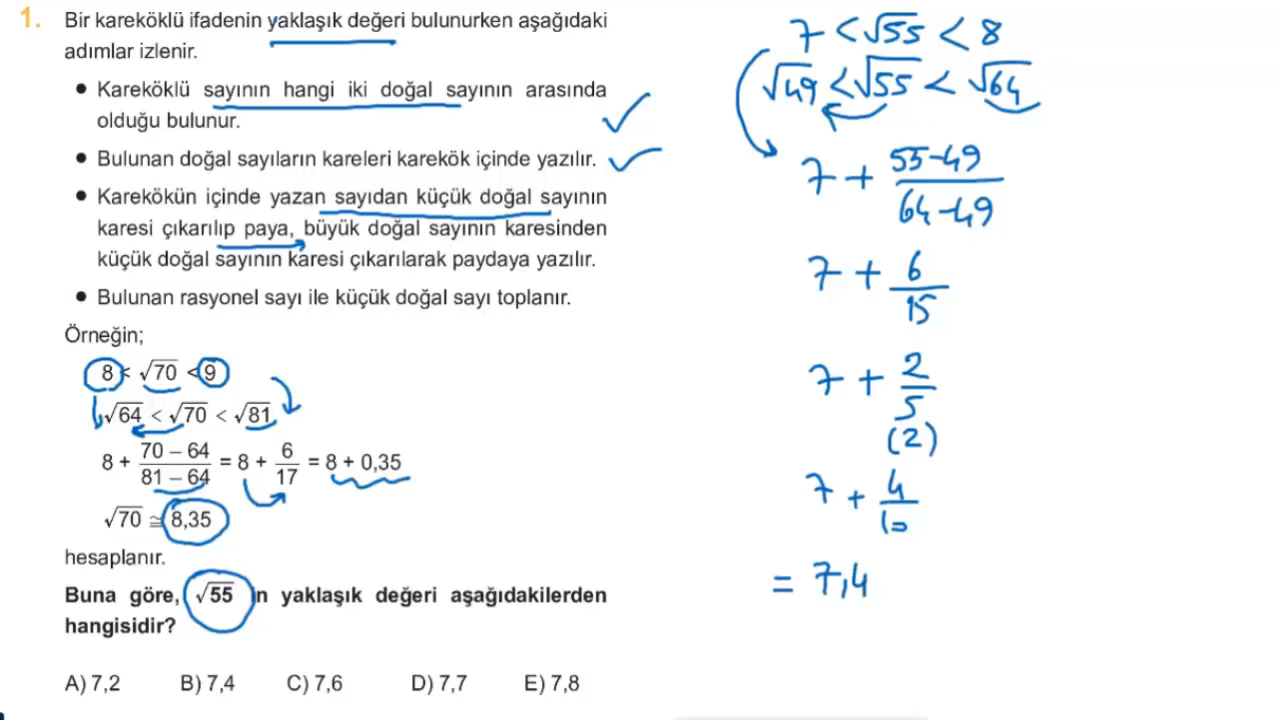 1. Bir kareköklü ifadenin yaklaşık değeri bulunurken aşağıdaki
adımlar izlenir.
● Kareköklü sayının hangi iki doğal sayının arasında
olduğu bulunur.
● Bulunan doğal sayıların kareleri karekök içinde yazılır.
● Karekökün içinde yazan sayıdan küçük doğal sayının
karesi çıkarılıp paya, büyük doğal sayının karesinden
küçük doğal sayının karesi çıkarılarak paydaya yazılır.
● Bulunan rasyonel sayı ile küçük doğal sayı toplanır.
Örneğin;
8 < √70 < 9
√64 < √70 < √81
8 + (70 – 64)/(81 – 64) = 8 + 6/17 = 8 + 0,35
√70 ≅ 8,35
hesaplanır.
Buna göre, √55 in yaklaşık değeri aşağıdakilerden
hangisidir?
A) 7,2 B) 7,4 C) 7,6 D) 7,7 E) 7,8
7 < √55 < 8
√49 < √55 < √64
7 + (55-49)/(64-49)
7 + 6/15
7 + 2/5
(2)
7 + 4/10
= 7,4